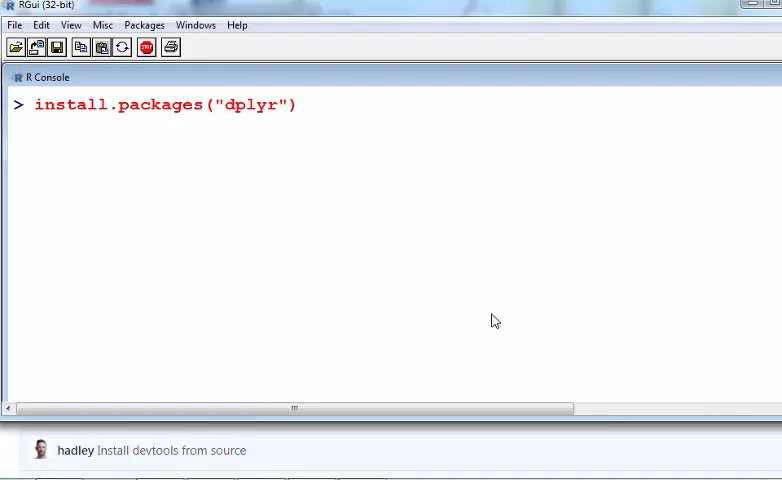 RGui (32-bit)
File Edit View Misc Packages Windows Help
STOP
R Console
> install.packages("dplyr")
hadley Install devtools from source